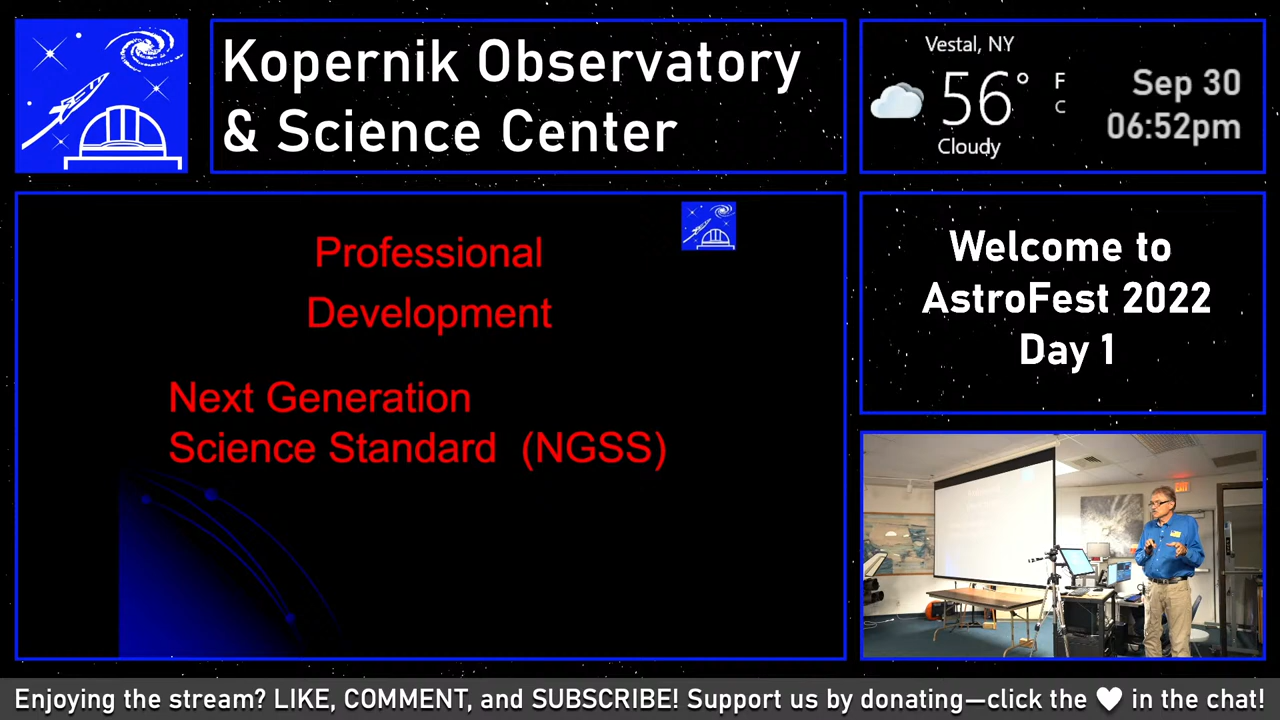 Kopernik Observatory
& Science Center
Vestal, NY
56° F
C
Cloudy
Sep 30
06:52pm
Professional
Development
Next Generation
Science Standard (NGSS)
Welcome to
AstroFest 2022
Day 1
EXIT
Enjoying the stream? LIKE, COMMENT, and SUBSCRIBE! Support us by donating—click the ♥ in the chat!